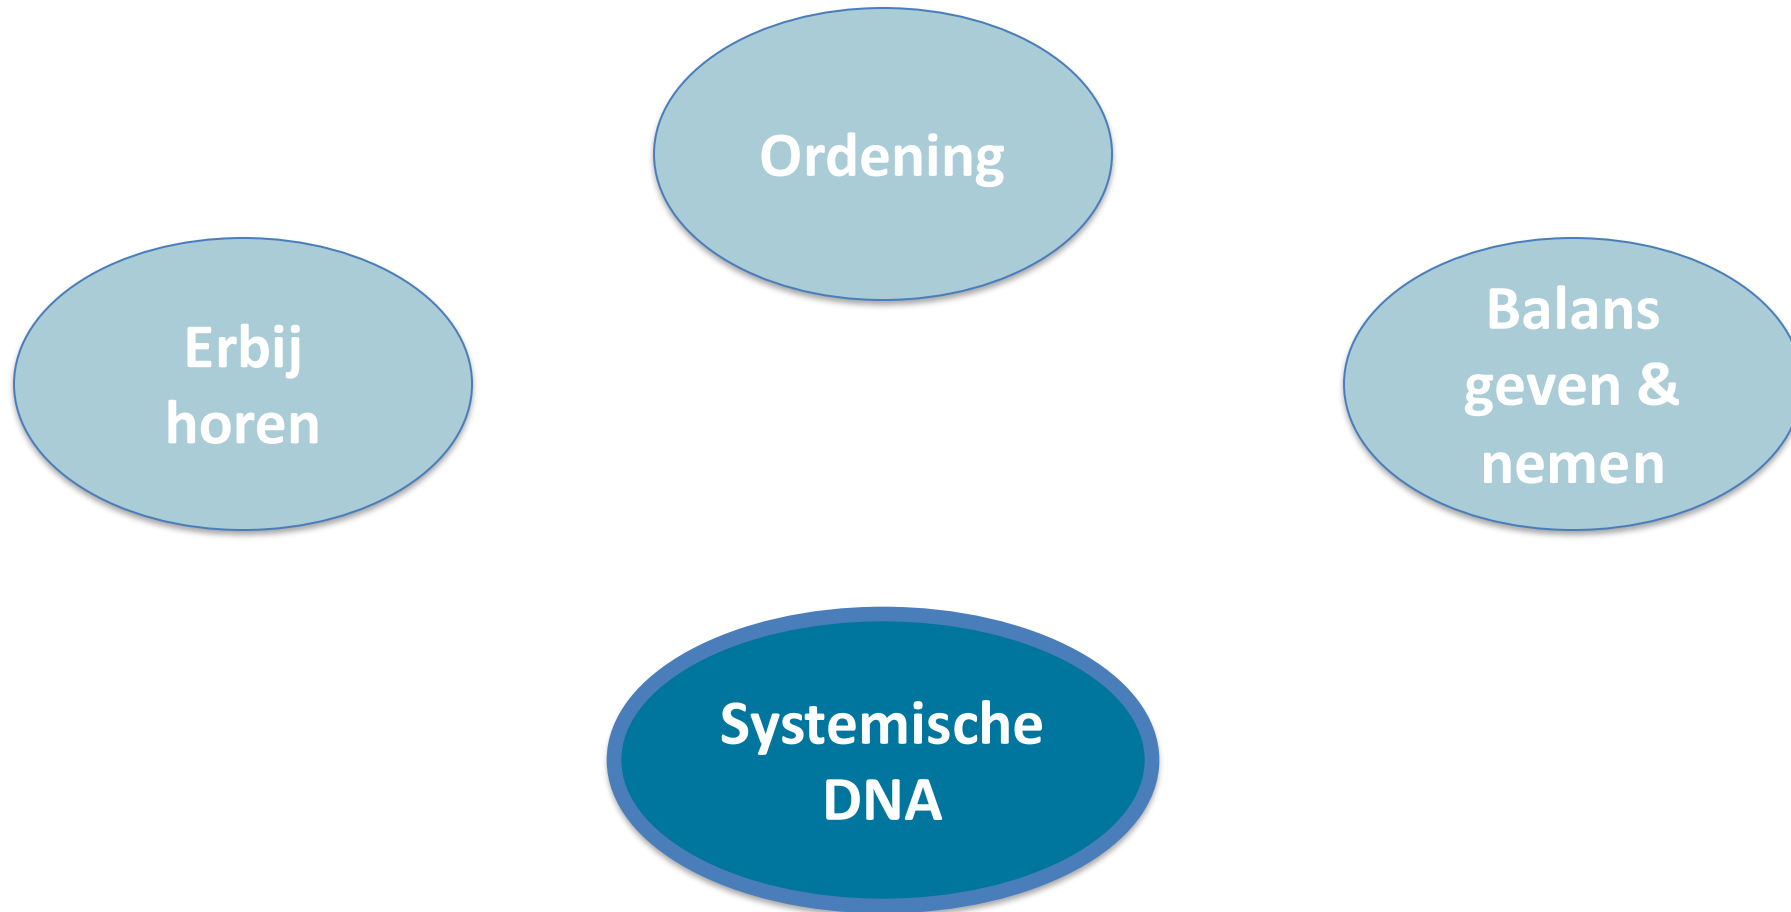 Ordening
Erbij
horen
Balans
geven &
nemen
Systemische
DNA